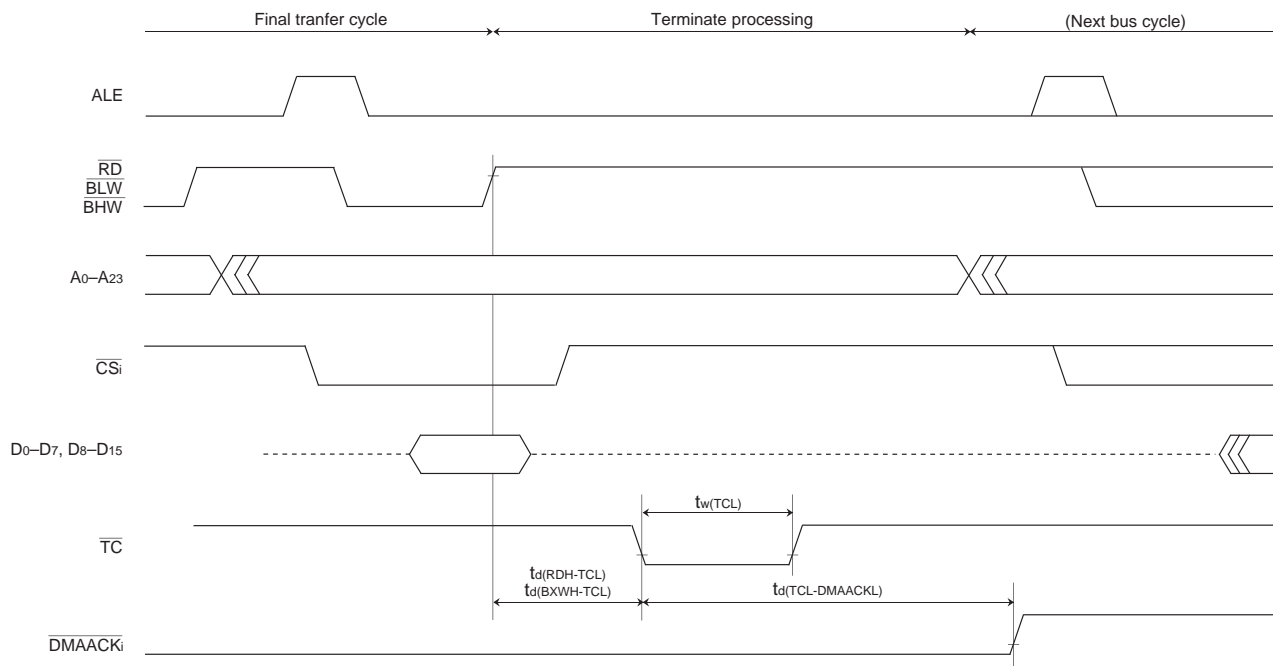 Final tranfer cycle
Terminate processing
(Next bus cycle)
ALE
RD
BLW
BHW
A0–A23
CSi
D0–D7, D8–D15
tw(TCL)
TC
td(RDH-TCL)
td(BXWH-TCL)
td(TCL-DMAACKL)
DMAACKi